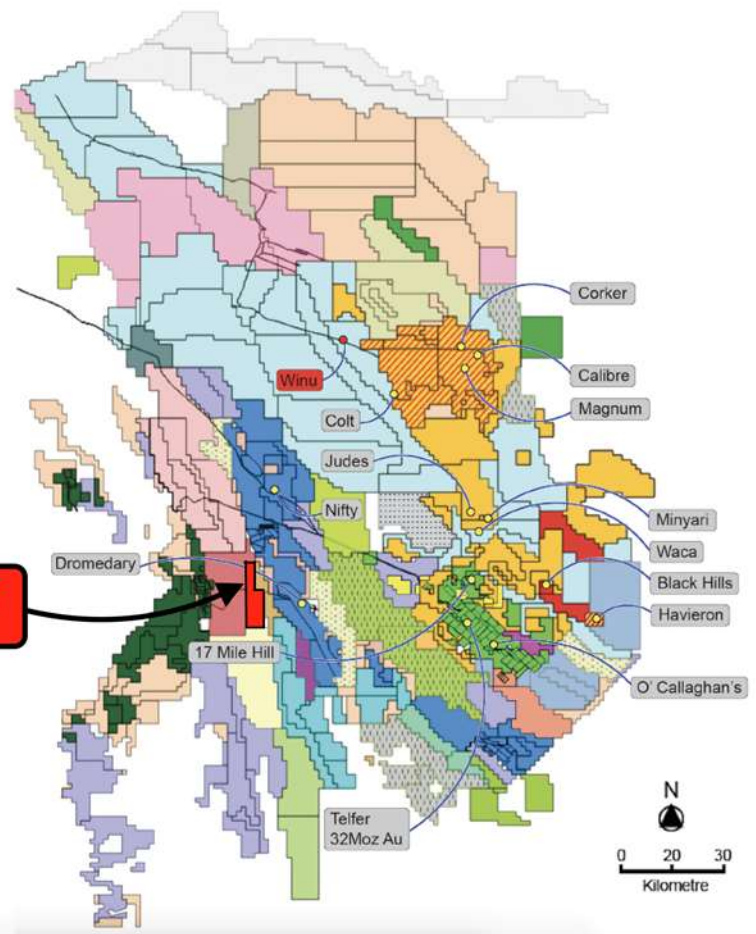 Corker
Calibre
Winu
Magnum
Colt
Judes
Nifty
Minyari
Waca
Dromedary
Black Hills
Havieron
17 Mile Hill
O' Callaghan's
Telfer
32Moz Au
N
0 20 30
Kilometre